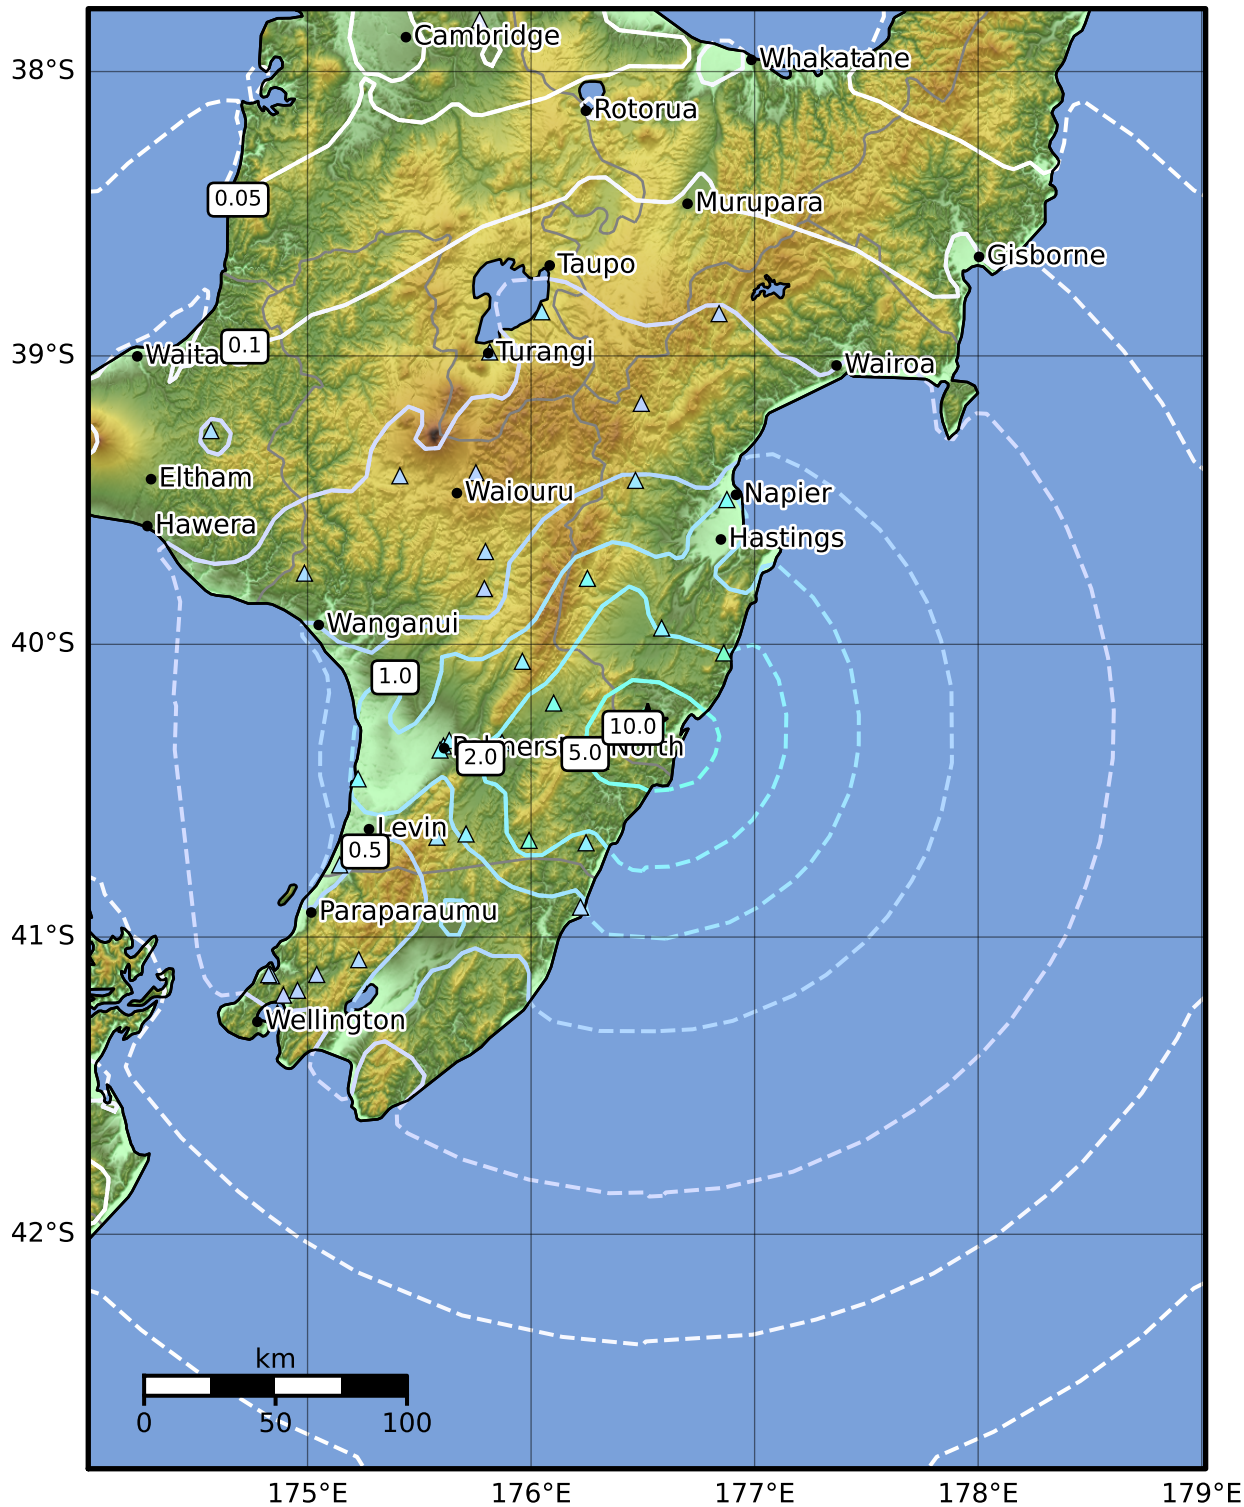 Cambridge
Whakatane
38°S
Rotorua
0.05
Murupara
Gisborne
Taupo
0.1
Turangi
39°S
Wairoa
Eltham
Waiouru
Napier
Hawera
Hastings
Wanganui
40°S
1.0
10.0
2.0
5.0
North
Levin
0.5
Paraparaumu
41°S
Wellington
42°S
km
0
50
100
175°E
176°E
177°E
178°E
179°E